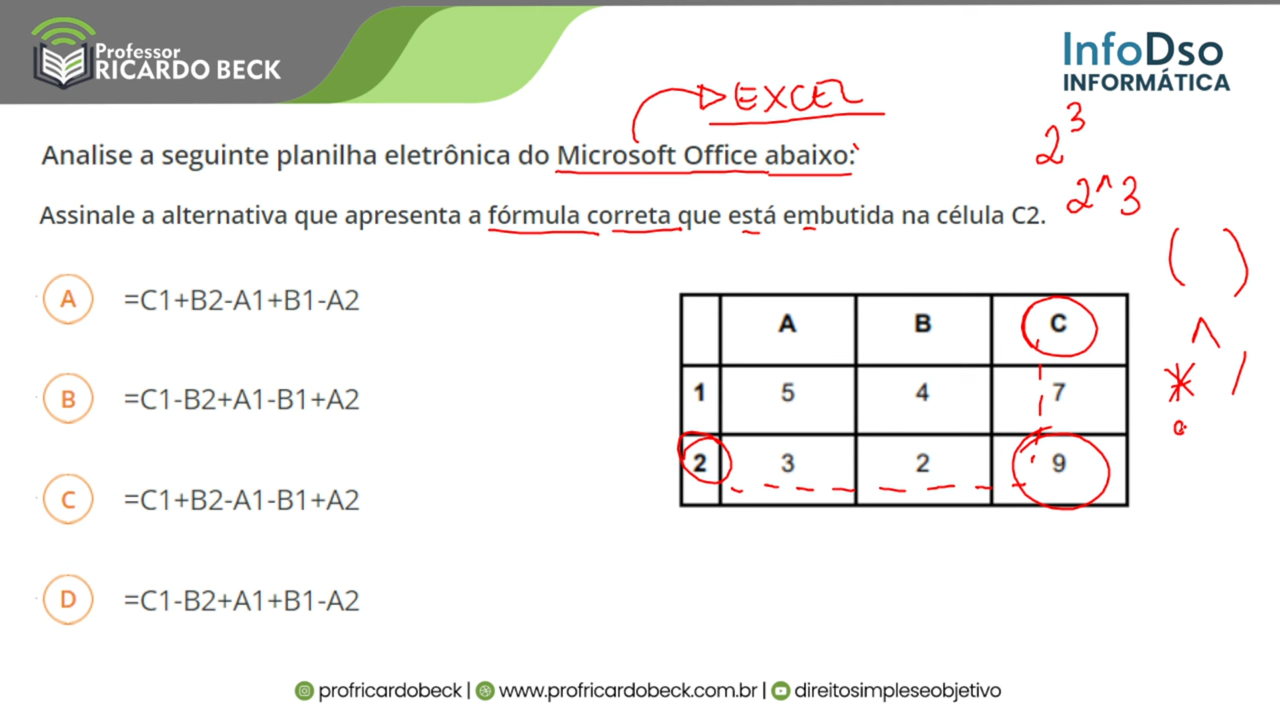 Professor
RICARDO BECK
InfoDso
INFORMÁTICA
EXCEL
Analise a seguinte planilha eletrônica do Microsoft Office abaixo:
2^3
Assinale a alternativa que apresenta a fórmula correta que está embutida na célula C2.
2^3
( )
^
* /
A =C1+B2-A1+B1-A2
B =C1-B2+A1-B1+A2
C =C1+B2-A1-B1+A2
D =C1-B2+A1+B1-A2
A B C
1 5 4 7
2 3 2 9
profricardobeck | www.profricardobeck.com.br | direitosimpleseobjetivo